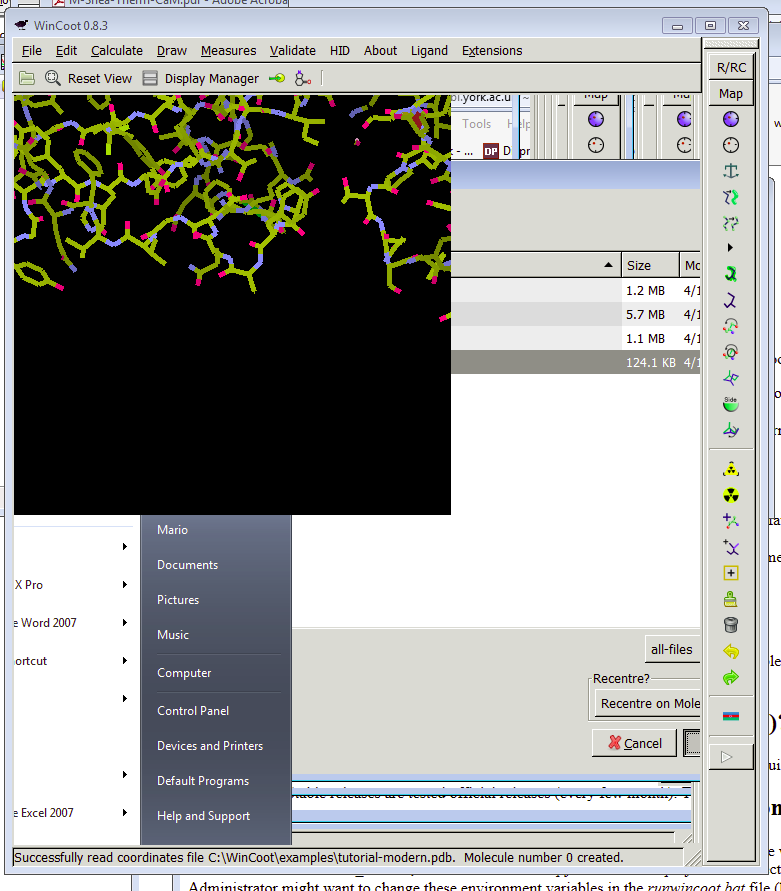 M-Shea-Therm-CaM.pdf - Adobe Acroba
WinCoot 0.8.3
File Edit Calculate Draw Measures Validate HID About Ligand Extensions
R/RC
Reset View Display Manager
Map
.york.ac.u
Tools Help
DP
Size
1.2 MB 4/1
5.7 MB 4/1
1.1 MB 4/1
124.1 KB 4/1
Side
Mario
Documents
X Pro
Pictures
e Word 2007
Music
all-files
ortcut
Computer
Recentre?
Recentre on Mole
Control Panel
Cancel
Devices and Printers
Default Programs
releases are tested official releases (every few month). T
e Excel 2007
Help and Support
Successfully read coordinates file C:\WinCoot\examples\tutorial-modern.pdb. Molecule number 0 created.
Administrator might want to change these environment variables in the runwincoot.bat file (